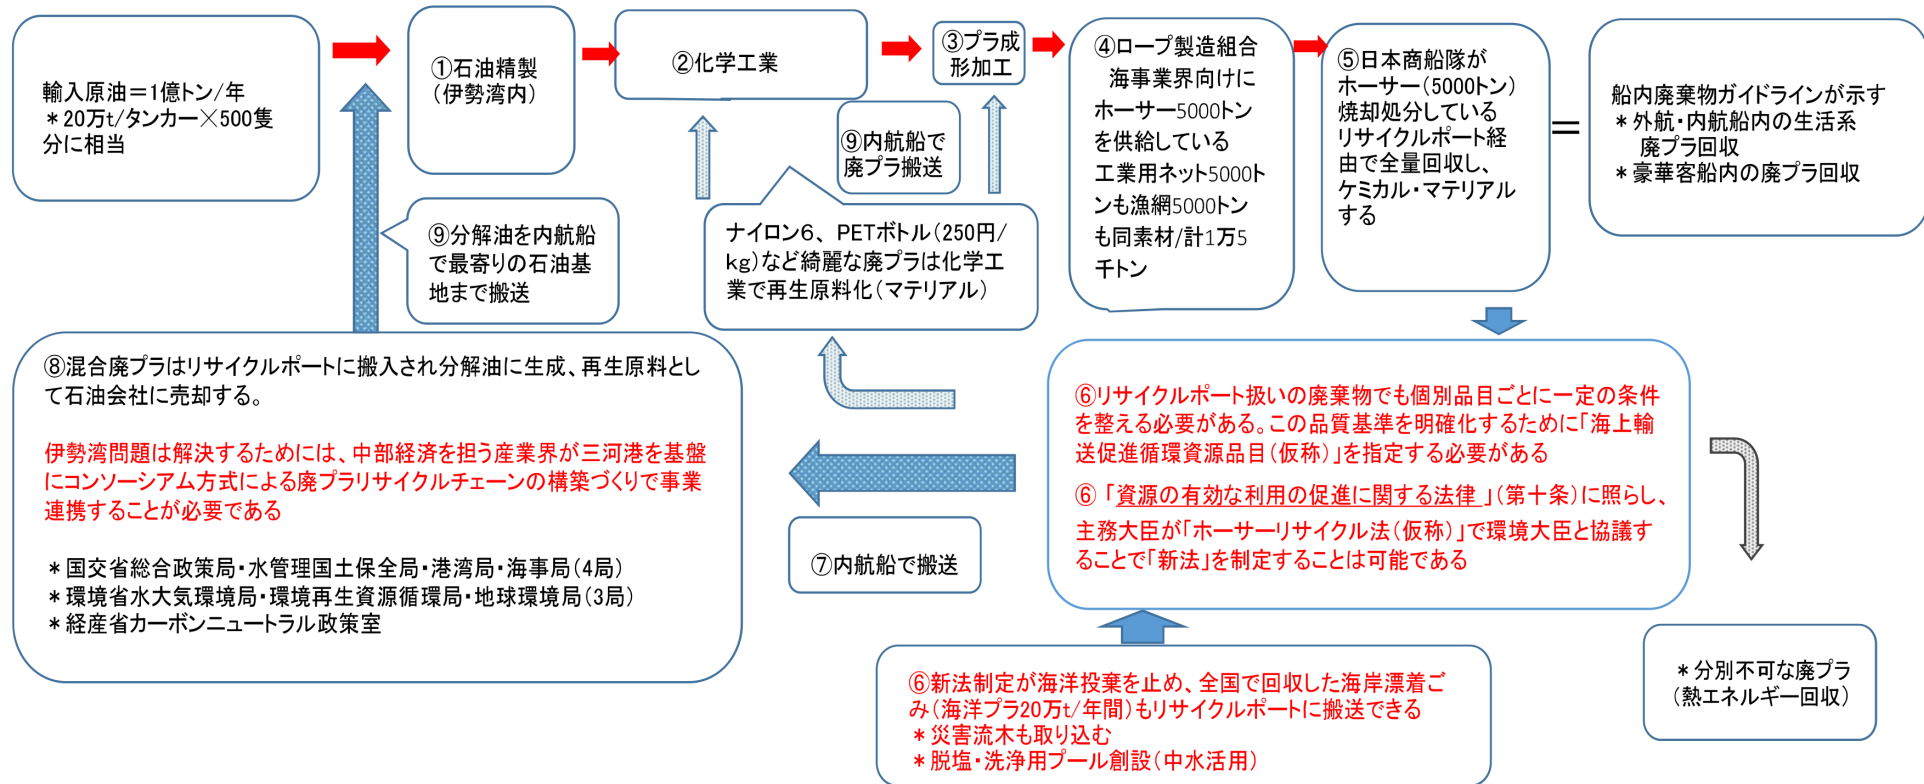 輸入原油=1億トン/年
*20万t/タンカー×500隻
分に相当
①石油精製
(伊勢湾内)
②化学工業
③プラ成
形加工
④ロープ製造組合
海事業界向けに
ホーサー5000トン
を供給している
工業用ネット5000ト
ンも漁網5000トン
も同素材/計1万5
千トン
⑤日本商船隊が
ホーサー(5000トン)
焼却処分している
リサイクルポート経
由で全量回収し、
ケミカル・マテリアル
する
=
船内廃棄物ガイドラインが示す
*外航・内航船内の生活系
廃プラ回収
*豪華客船内の廃プラ回収
⑨内航船で
廃プラ搬送
⑨分解油を内航船
で最寄りの石油基
地まで搬送
ナイロン6、PETボトル(250円/
kg)など綺麗な廃プラは化学工
業で再生原料化(マテリアル)
⑧混合廃プラはリサイクルポートに搬入され分解油に生成、再生原料とし
て石油会社に売却する。
伊勢湾問題は解決するためには、中部経済を担う産業界が三河港を基盤
にコンソーシアム方式による廃プラリサイクルチェーンの構築づくりで事業
連携することが必要である
*国交省総合政策局・水管理国土保全局・港湾局・海事局(4局)
*環境省水大気環境局・環境再生資源循環局・地球環境局(3局)
*経産省カーボンニュートラル政策室
⑥リサイクルポート扱いの廃棄物でも個別品目ごとに一定の条件
を整える必要がある。この品質基準を明確化するために「海上輸
送促進循環資源品目(仮称)」を指定する必要がある
⑥「資源の有効な利用の促進に関する法律 」(第十条)に照らし、
主務大臣が「ホーサーリサイクル法(仮称)」で環境大臣と協議す
ることで「新法」を制定することは可能である
⑦内航船で搬送
⑥新法制定が海洋投棄を止め、全国で回収した海岸漂着ご
み(海洋プラ20万t/年間)もリサイクルポートに搬送できる
*災害流木も取り込む
*脱塩・洗浄用プール創設(中水活用)
*分別不可な廃プラ
(熱エネルギー回収)